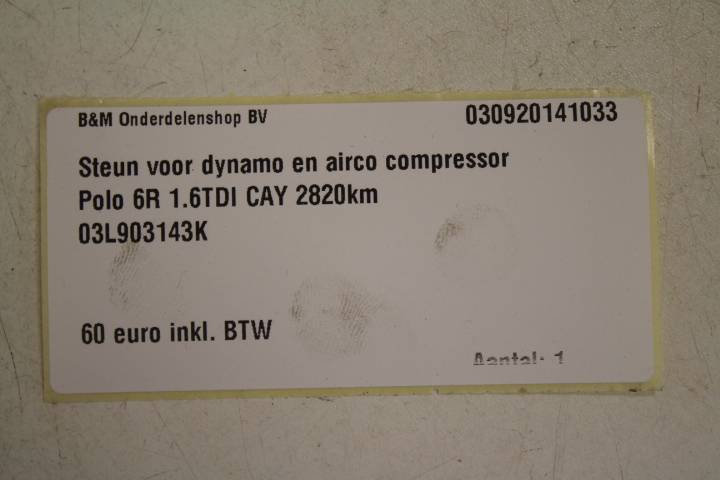 B&M Onderdelenshop BV 030920141033
Steun voor dynamo en airco compressor
Polo 6R 1.6TDI CAY 2820km
03L903143K
60 euro inkl. BTW
Aantal: 1